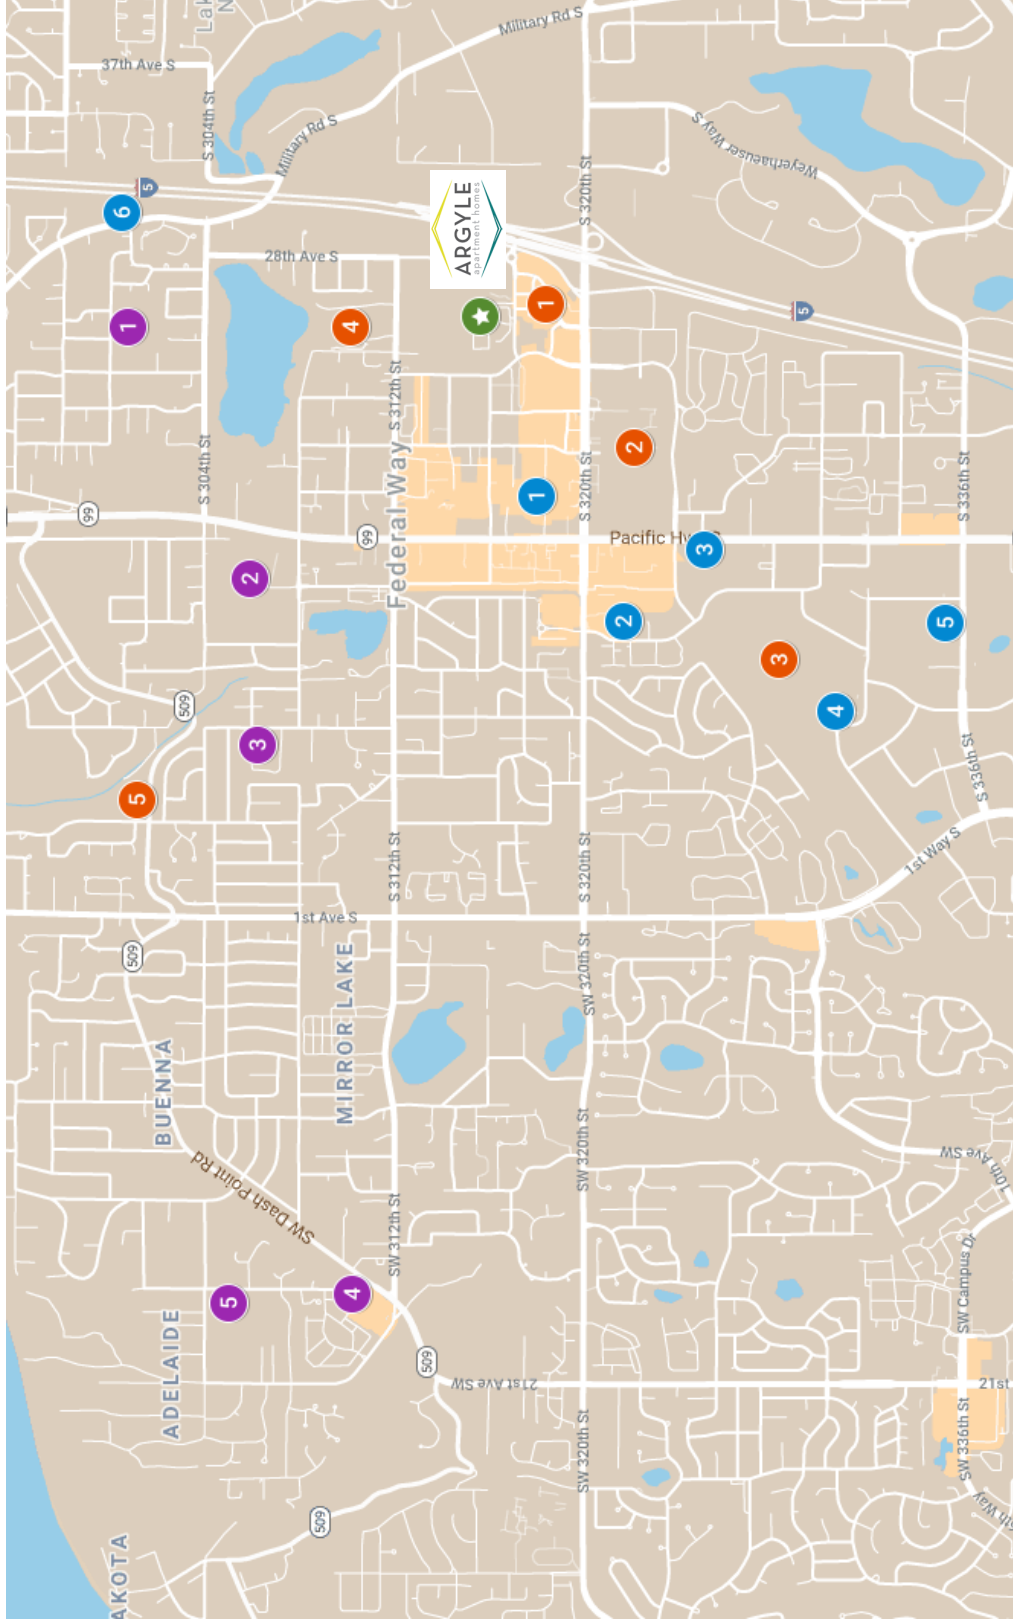 Lak
N
37th Ave S
S 304th St
Military Rd S
Military Rd S
5
6
1
28th Ave S
4
ARGYLE
apartment homes
1
S 320th St
Weyerhaeuser Way S
5
S 304th St
99
99
2
Federal Way
S 312th St
1
2
S 320th St
Pacific Hw
3
S 336th St
2
3
4
5
509
3
5
S 336th St
S 312th St
S 320th St
1st Way S
1st Ave S
509
MIRROR LAKE
SW 320th St
BUENNA
SW Dash Point Rd
SW 312th St
SW 320th St
10th Ave SW
5
4
ADELAIDE
509
21st Ave SW
SW Campus Dr
21st
SW 320th St
SW 336th St
509
AKOTA
6th Way